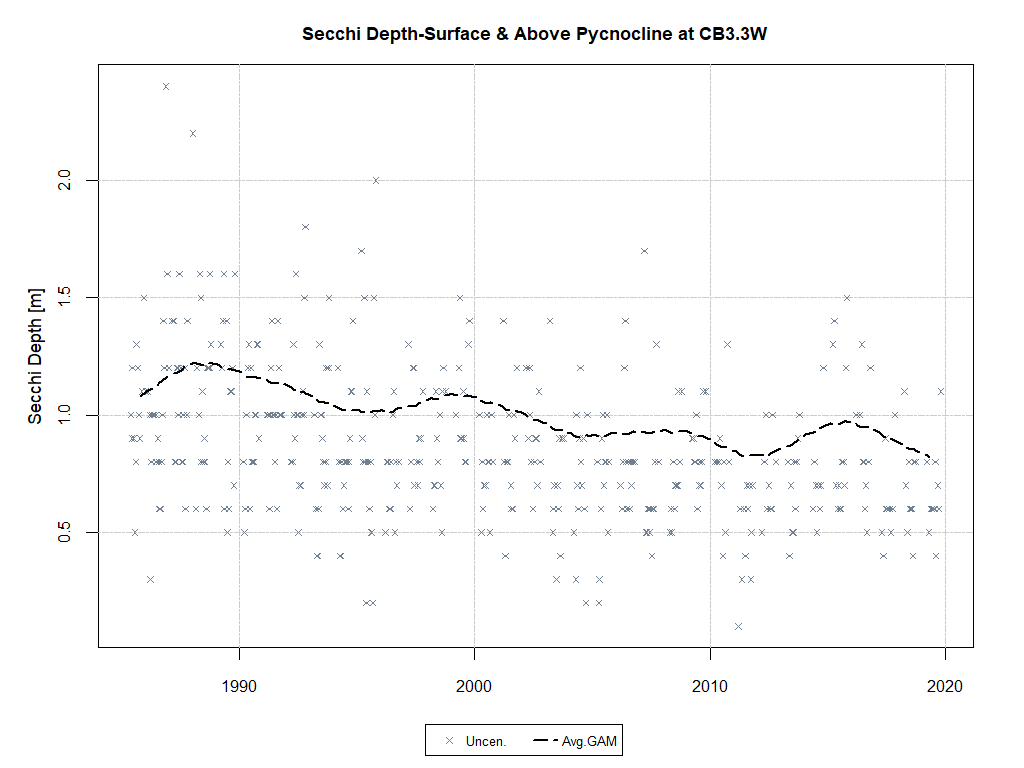 Secchi Depth-Surface & Above Pycnocline at CB3.3W
Secchi Depth [m]
2.0
1.5
1.0
0.5
1990 2000 2010 2020
Uncen. Avg.GAM